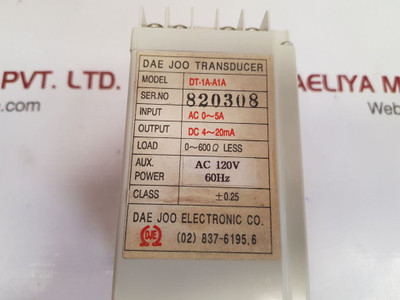 DAE JOO TRANSDUCER
MODEL DT-1A-A1A
SER.NO 820308
INPUT AC 0~5A
OUTPUT DC 4~20mA
LOAD 0~600Ω LESS
AUX. POWER AC 120V 60Hz
CLASS ±0.25
DAE JOO ELECTRONIC CO.
DJE (02) 837-6195,6
PVT. LTD.
AELIYA M